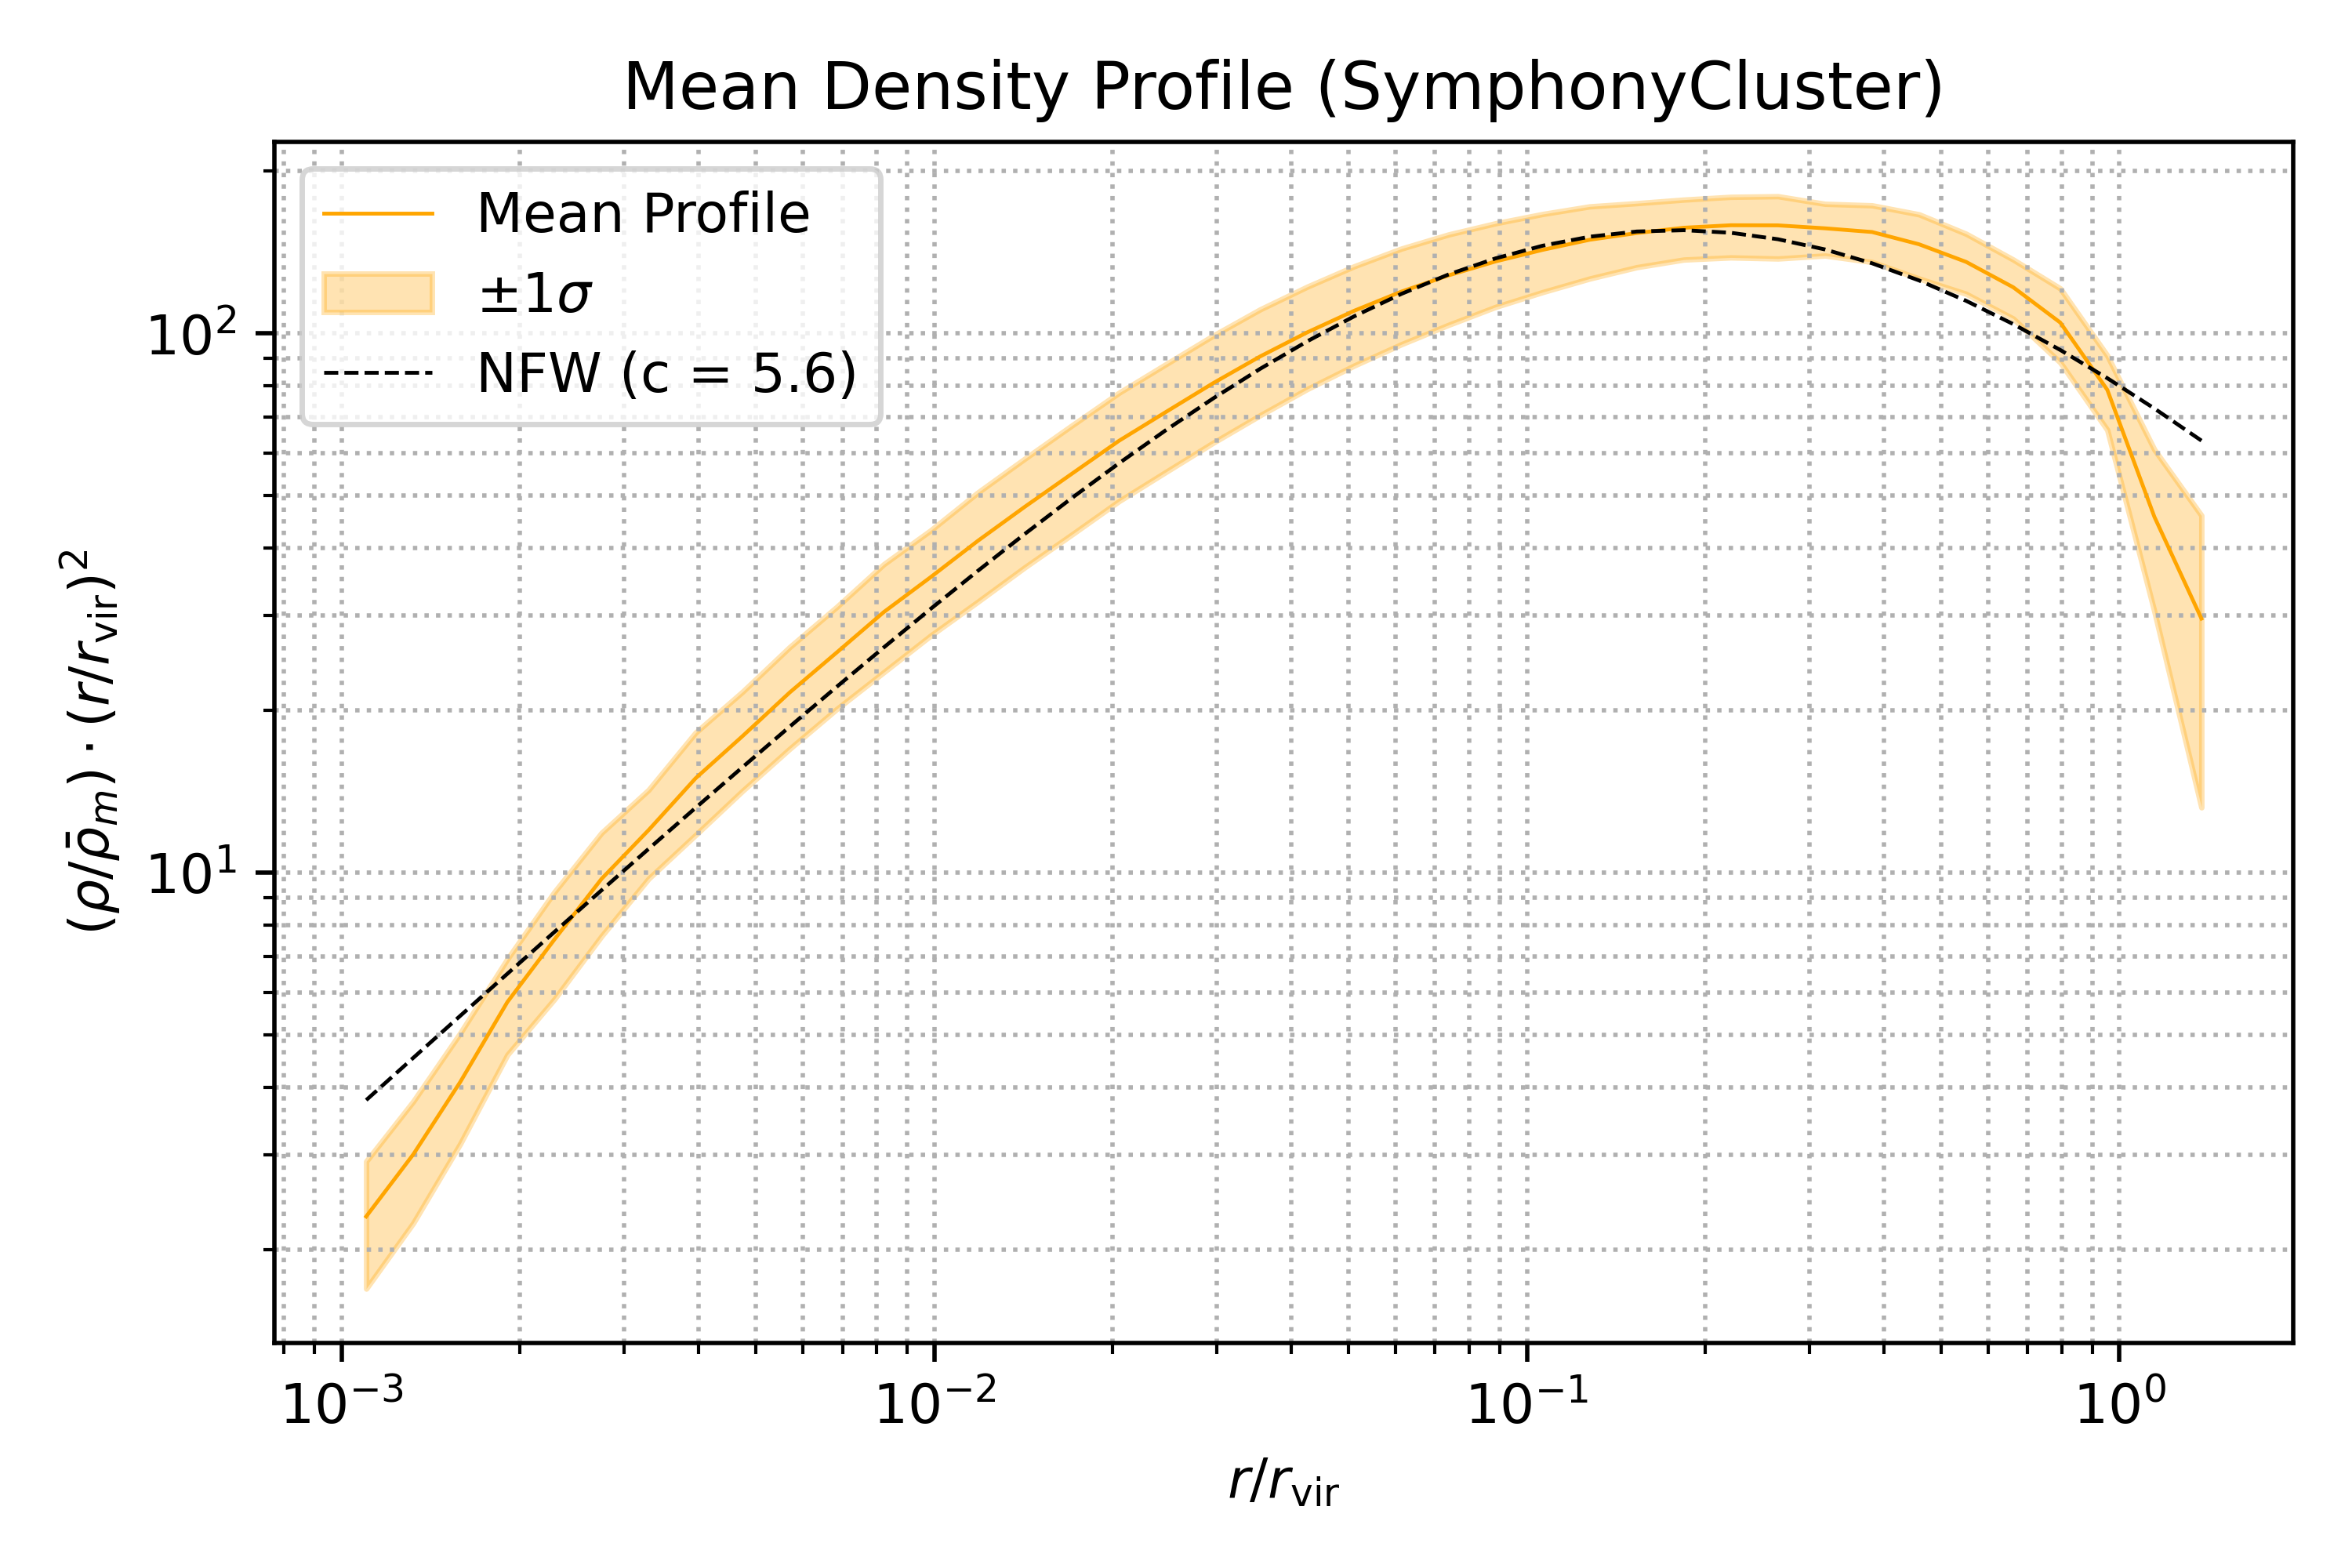 Mean Density Profile (SymphonyCluster)
Mean Profile
±1σ
NFW (c = 5.6)
10²
10¹
(ρ/ρ̄ₘ) · (r/r_vir)²
10⁻³
10⁻²
10⁻¹
10⁰
r/r_vir